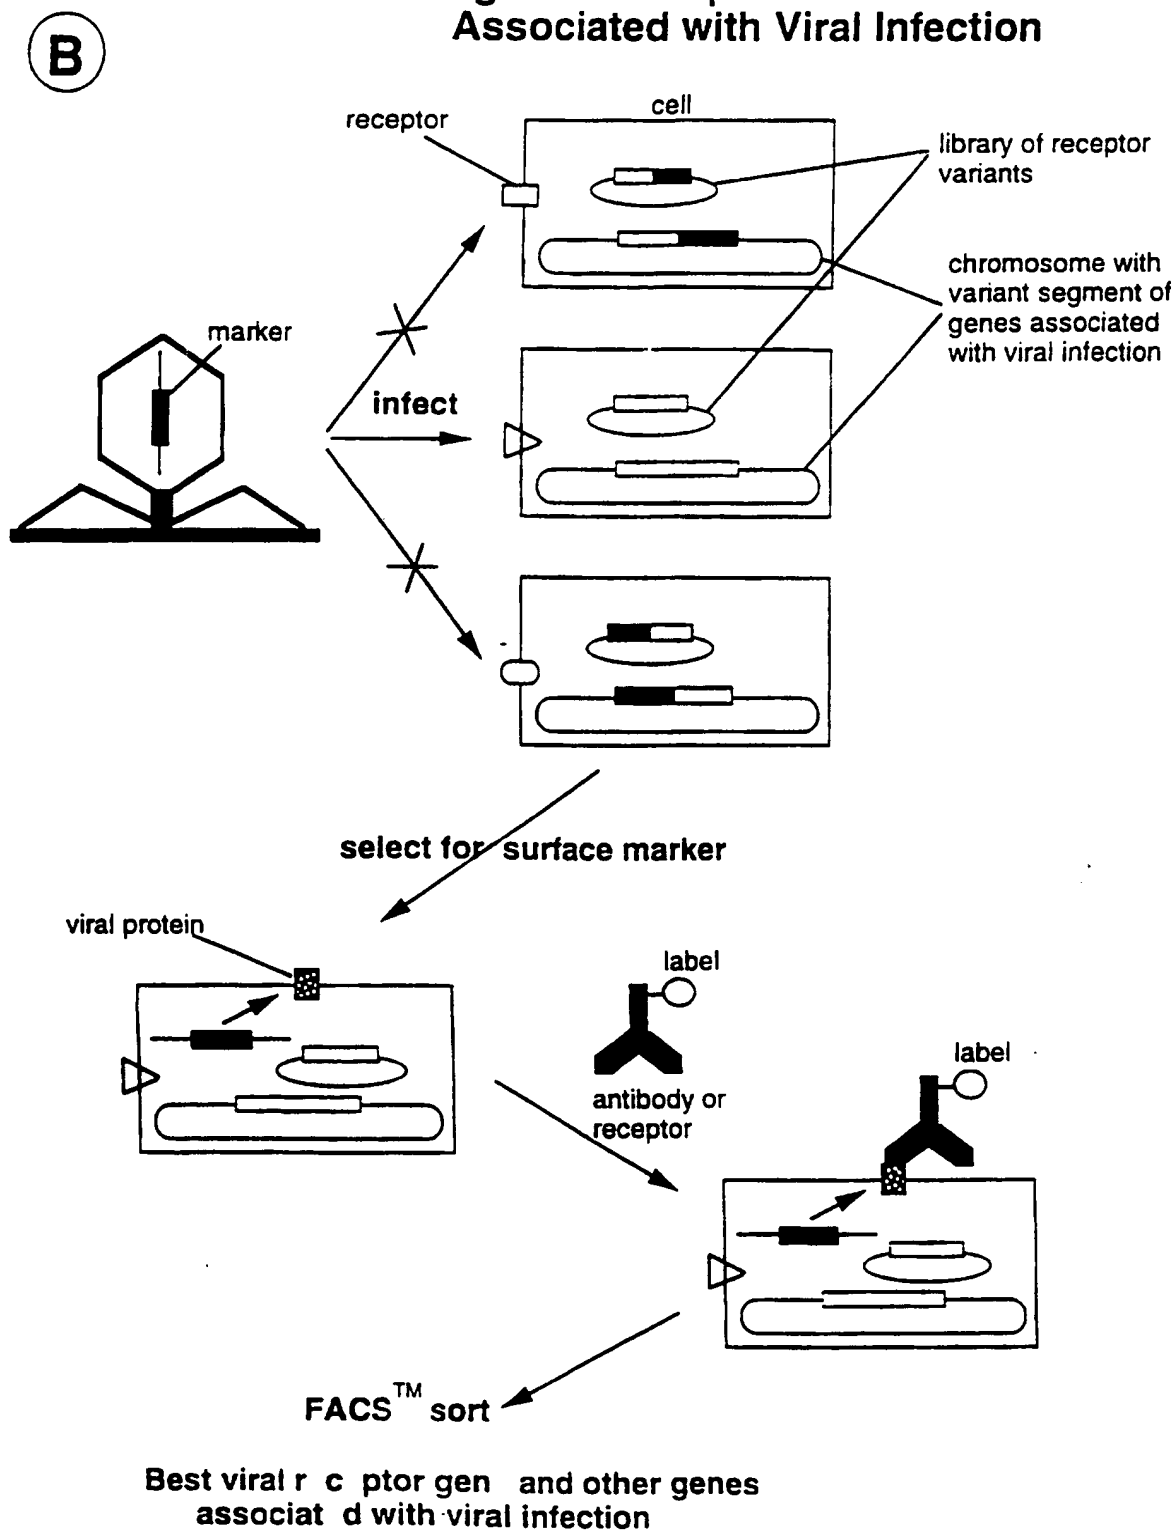 Associated with Viral Infection
B
cell
receptor
library of receptor
variants
chromosome with
variant segment of
genes associated
with viral infection
marker
infect
select for surface marker
viral protein
label
antibody or
receptor
label
FACS™ sort
Best viral r c ptor gen and other genes
associat d with viral infection